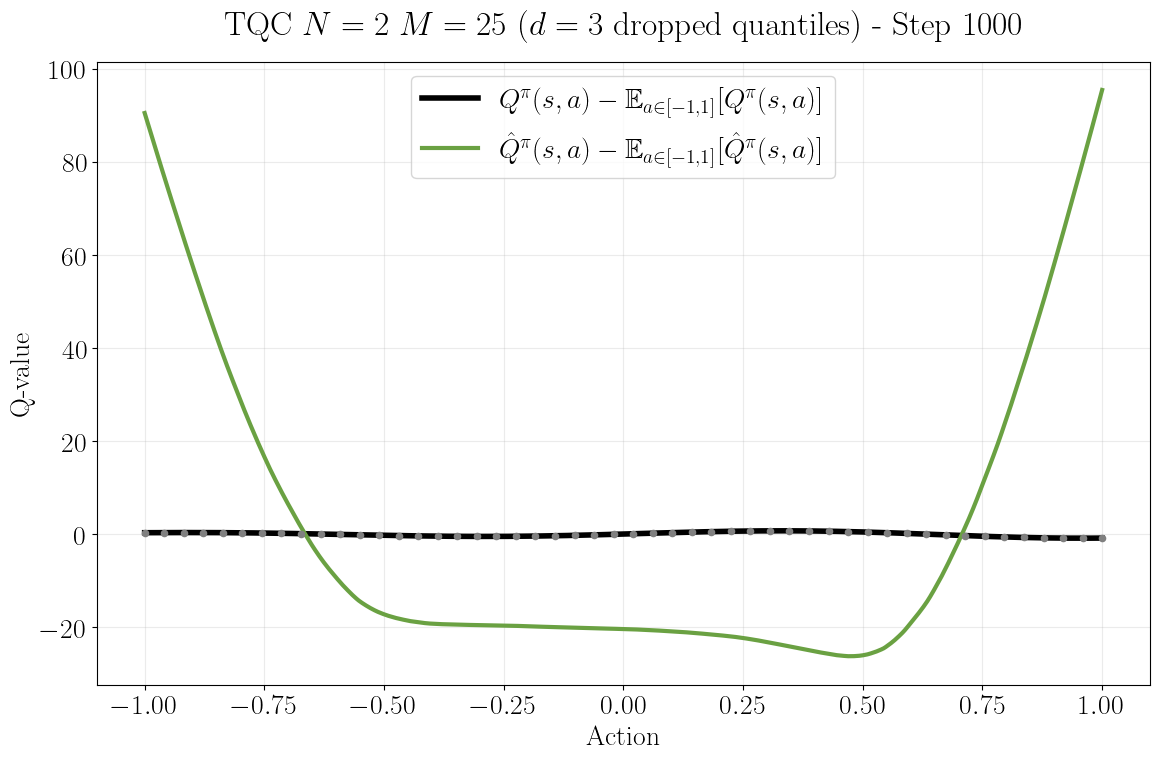 TQC N = 2 M = 25 (d = 3 dropped quantiles) - Step 1000
100
80
60
40
20
0
−20
Q-value
Q^π(s, a) − 𝔼_{a∈[−1,1]}[Q^π(s, a)]
Q̂^π(s, a) − 𝔼_{a∈[−1,1]}[Q̂^π(s, a)]
−1.00 −0.75 −0.50 −0.25 0.00 0.25 0.50 0.75 1.00
Action